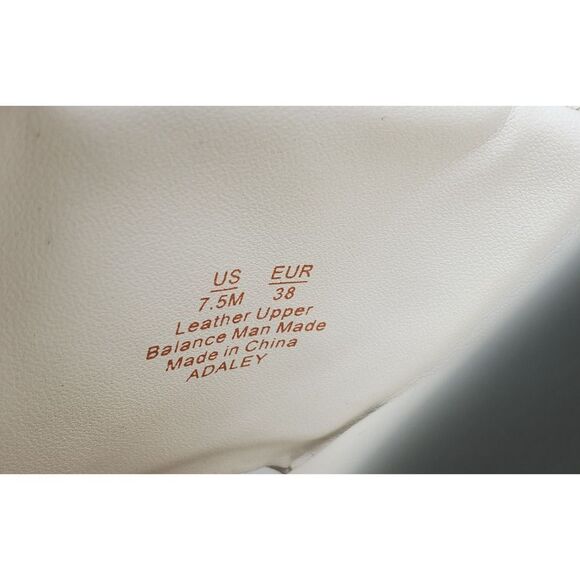 US EUR
7.5M 38
Leather Upper
Balance Man Made
Made in China
ADALEY